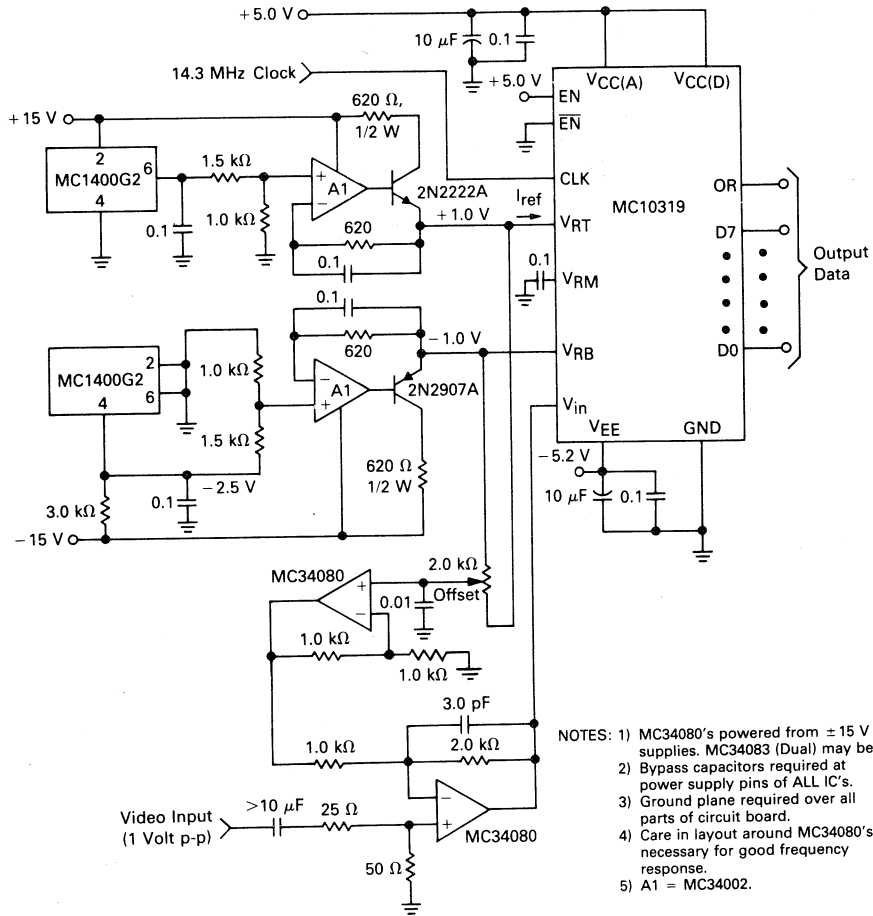 +5.0 V
10 μF
0.1
14.3 MHz Clock
+5.0 V
VCC(A)
VCC(D)
EN
EN
620 Ω,
1/2 W
+15 V
2
MC1400G2
6
4
1.5 kΩ
+
A1
−
2N2222A
CLK
OR
MC10319
Iref
+1.0 V
VRT
D7
0.1
1.0 kΩ
620
0.1
0.1
VRM
Output
Data
0.1
620
−1.0 V
VRB
D0
MC1400G2
2
6
4
1.0 kΩ
−
A1
+
2N2907A
Vin
VEE
GND
1.5 kΩ
−5.2 V
−2.5 V
620 Ω
1/2 W
10 μF
0.1
3.0 kΩ
0.1
−15 V
MC34080
+
−
2.0 kΩ
Offset
0.01
1.0 kΩ
1.0 kΩ
3.0 pF
1.0 kΩ
2.0 kΩ
Video Input
(1 Volt p-p)
>10 μF
25 Ω
−
+
MC34080
50 Ω
NOTES: 1) MC34080's powered from ±15 V
supplies. MC34083 (Dual) may be
2) Bypass capacitors required at
power supply pins of ALL IC's.
3) Ground plane required over all
parts of circuit board.
4) Care in layout around MC34080's
necessary for good frequency
response.
5) A1 = MC34002.